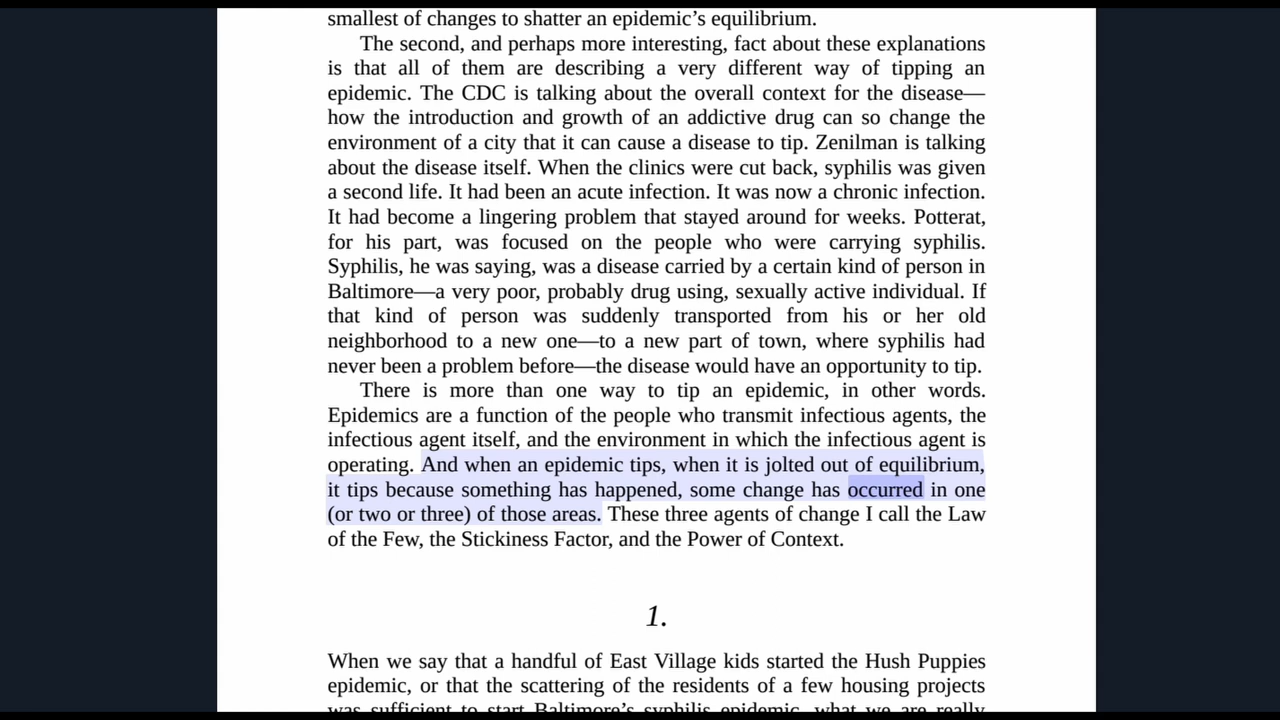 smallest of changes to shatter an epidemic’s equilibrium.
The second, and perhaps more interesting, fact about these explanations
is that all of them are describing a very different way of tipping an
epidemic. The CDC is talking about the overall context for the disease—
how the introduction and growth of an addictive drug can so change the
environment of a city that it can cause a disease to tip. Zenilman is talking
about the disease itself. When the clinics were cut back, syphilis was given
a second life. It had been an acute infection. It was now a chronic infection.
It had become a lingering problem that stayed around for weeks. Potterat,
for his part, was focused on the people who were carrying syphilis.
Syphilis, he was saying, was a disease carried by a certain kind of person in
Baltimore—a very poor, probably drug using, sexually active individual. If
that kind of person was suddenly transported from his or her old
neighborhood to a new one—to a new part of town, where syphilis had
never been a problem before—the disease would have an opportunity to tip.
There is more than one way to tip an epidemic, in other words.
Epidemics are a function of the people who transmit infectious agents, the
infectious agent itself, and the environment in which the infectious agent is
operating. And when an epidemic tips, when it is jolted out of equilibrium,
it tips because something has happened, some change has occurred in one
(or two or three) of those areas. These three agents of change I call the Law
of the Few, the Stickiness Factor, and the Power of Context.
1.
When we say that a handful of East Village kids started the Hush Puppies
epidemic, or that the scattering of the residents of a few housing projects
was sufficient to start Baltimore’s syphilis epidemic, what we are really